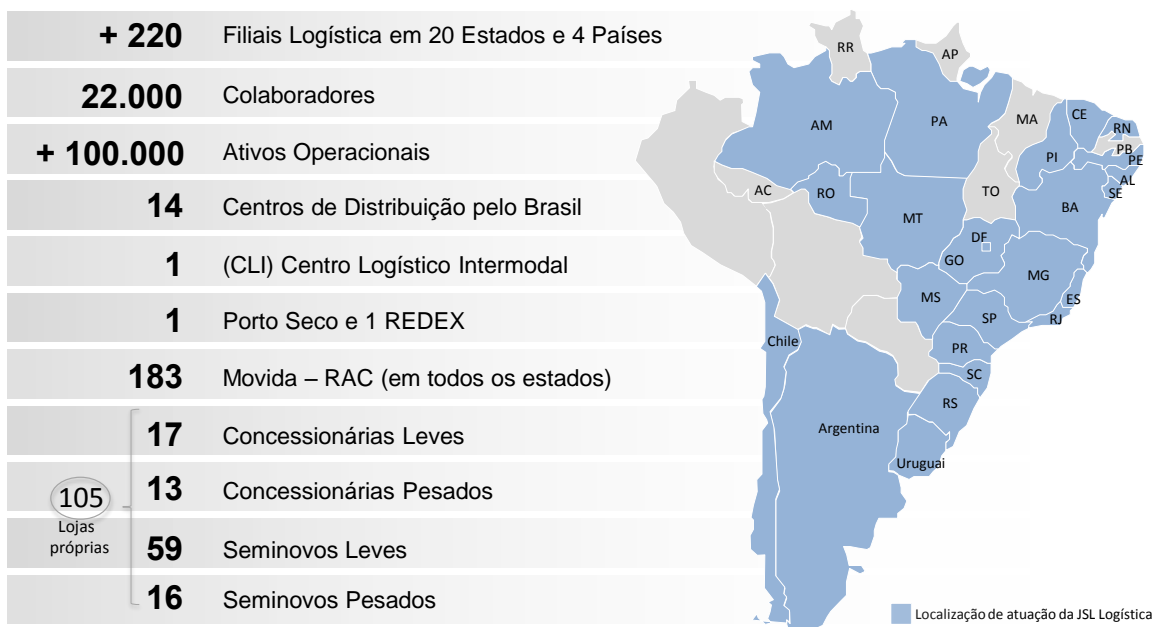 + 220 Filiais Logística em 20 Estados e 4 Países
22.000 Colaboradores
+ 100.000 Ativos Operacionais
14 Centros de Distribuição pelo Brasil
1 (CLI) Centro Logístico Intermodal
1 Porto Seco e 1 REDEX
183 Movida – RAC (em todos os estados)
17 Concessionárias Leves
13 Concessionárias Pesados
59 Seminovos Leves
16 Seminovos Pesados
105
Lojas
próprias
RR
AP
AM
PA
MA
CE
RN
PB
PE
PI
AL
SE
AC
RO
TO
BA
MT
DF
GO
MG
MS
ES
SP
RJ
Chile
PR
SC
RS
Argentina
Uruguai
Localização de atuação da JSL Logística